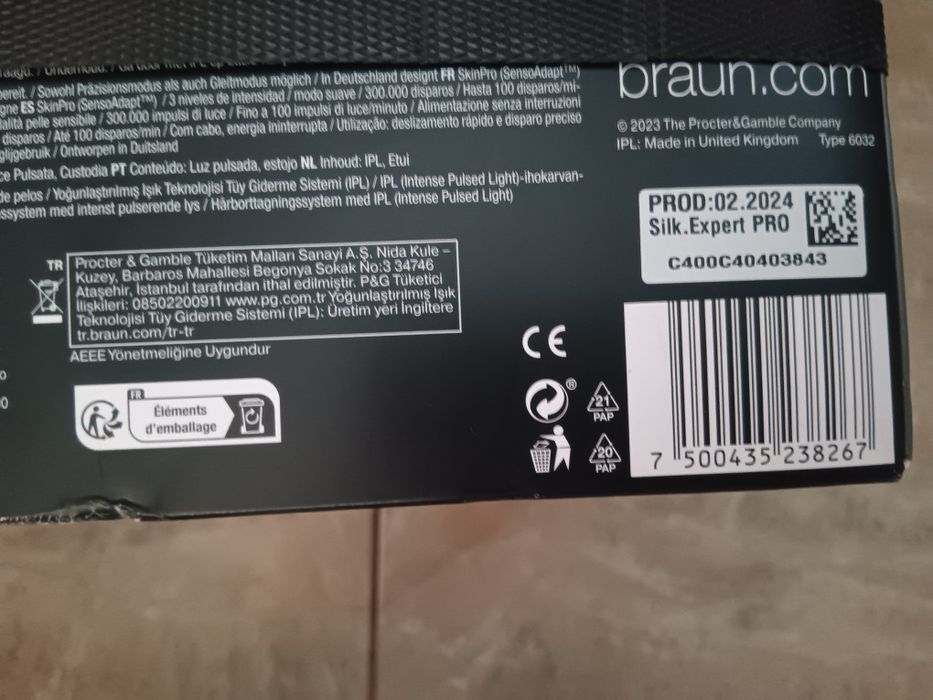 bereit. / Sowohl Präzisionsmodus als auch Gleitmodus möglich / In Deutschland designt FR SkinPro (SensoAdapt™)
ES SkinPro (SensoAdapt™) / 3 niveles de intensidad / modo suave / 300.000 disparos / Hasta 100 disparos/mi-
pelle sensibile / 300.000 impulsi di luce / Fino a 100 impulsi di luce/minuto / Alimentazione senza interruzioni
disparos / Até 100 disparos/min / Com cabo, energia ininterrupta / Utilização: deslizamento rápido e disparo preciso
/ Ontworpen in Duitsland
Pulsata, Custodia PT Conteúdo: Luz pulsada, estojo NL Inhoud: IPL, Etui
de pelos / Yoğunlaştırılmış Işık Teknolojisi Tüy Giderme Sistemi (IPL) / IPL (Intense Pulsed Light)-ihokarvan-
med intenst pulserende lys / Hårborttagningssystem med IPL (Intense Pulsed Light)
braun.com
© 2023 The Procter&Gamble Company
IPL: Made in United Kingdom Type 6032
PROD:02.2024
Silk.Expert PRO
C400C40403843
TR
Procter & Gamble Tüketim Malları Sanayi A.Ş. Nida Kule –
Kuzey, Barbaros Mahallesi Begonya Sokak No:3 34746
Ataşehir, İstanbul tarafından ithal edilmiştir. P&G Tüketici
İlişkileri: 08502200911 www.pg.com.tr Yoğunlaştırılmış Işık
Teknolojisi Tüy Giderme Sistemi (IPL): Üretim yeri İngiltere
tr.braun.com/tr-tr
AEEE Yönetmeliğine Uygundur
FR
Éléments
d'emballage
CE
®
21
PAP
20
PAP
7 500435 238267